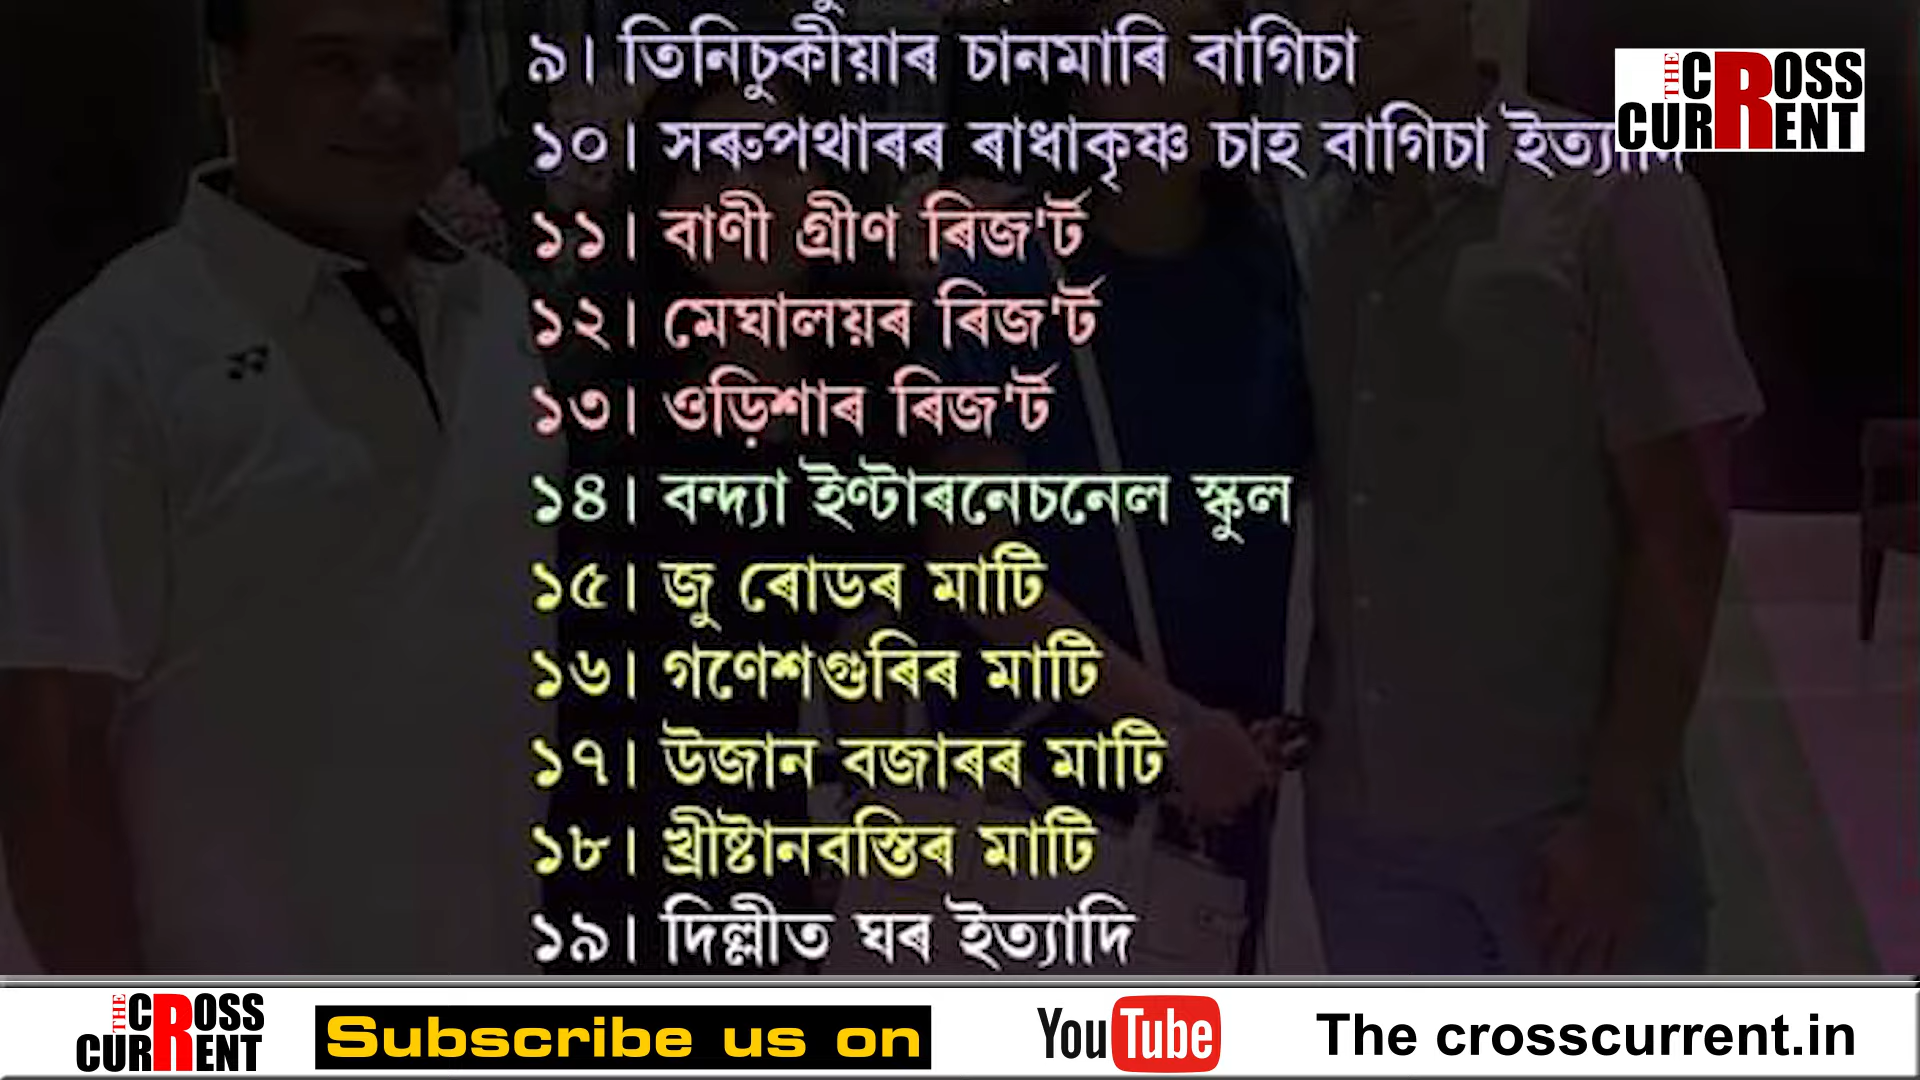 ৯। তিনিচুকীয়াৰ চানমাৰি বাগিচা
THE CROSS CURRENT
১০। সৰুপথাৰৰ ৰাধাকৃষ্ণ চাহ বাগিচা ইত্যাদি
১১। বাণী গ্ৰীণ ৰিজ'ৰ্ট
১২। মেঘালয়ৰ ৰিজ'ৰ্ট
১৩। ওড়িশাৰ ৰিজ'ৰ্ট
১৪। বন্দ্যা ইণ্টাৰনেচনেল স্কুল
১৫। জু ৰোডৰ মাটি
১৬। গণেশগুৰিৰ মাটি
১৭। উজান বজাৰৰ মাটি
১৮। খ্ৰীষ্টানবস্তিৰ মাটি
১৯। দিল্লীত ঘৰ ইত্যাদি
THE CROSS CURRENT Subscribe us on YouTube The crosscurrent.in